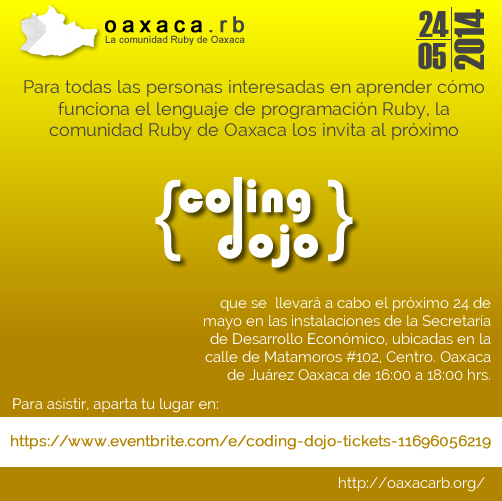 oaxaca.rb
La comunidad Ruby de Oaxaca
24
05
2014
Para todas las personas interesadas en aprender cómo
funciona el lenguaje de programación Ruby, la
comunidad Ruby de Oaxaca los invita al próximo
{coding
dojo}
que se llevará a cabo el próximo 24 de
mayo en las instalaciones de la Secretaría
de Desarrollo Económico, ubicadas en la
calle de Matamoros #102, Centro. Oaxaca
de Juárez Oaxaca de 16:00 a 18:00 hrs.
Para asistir, aparta tu lugar en:
https://www.eventbrite.com/e/coding-dojo-tickets-11696056219
http://oaxacarb.org/